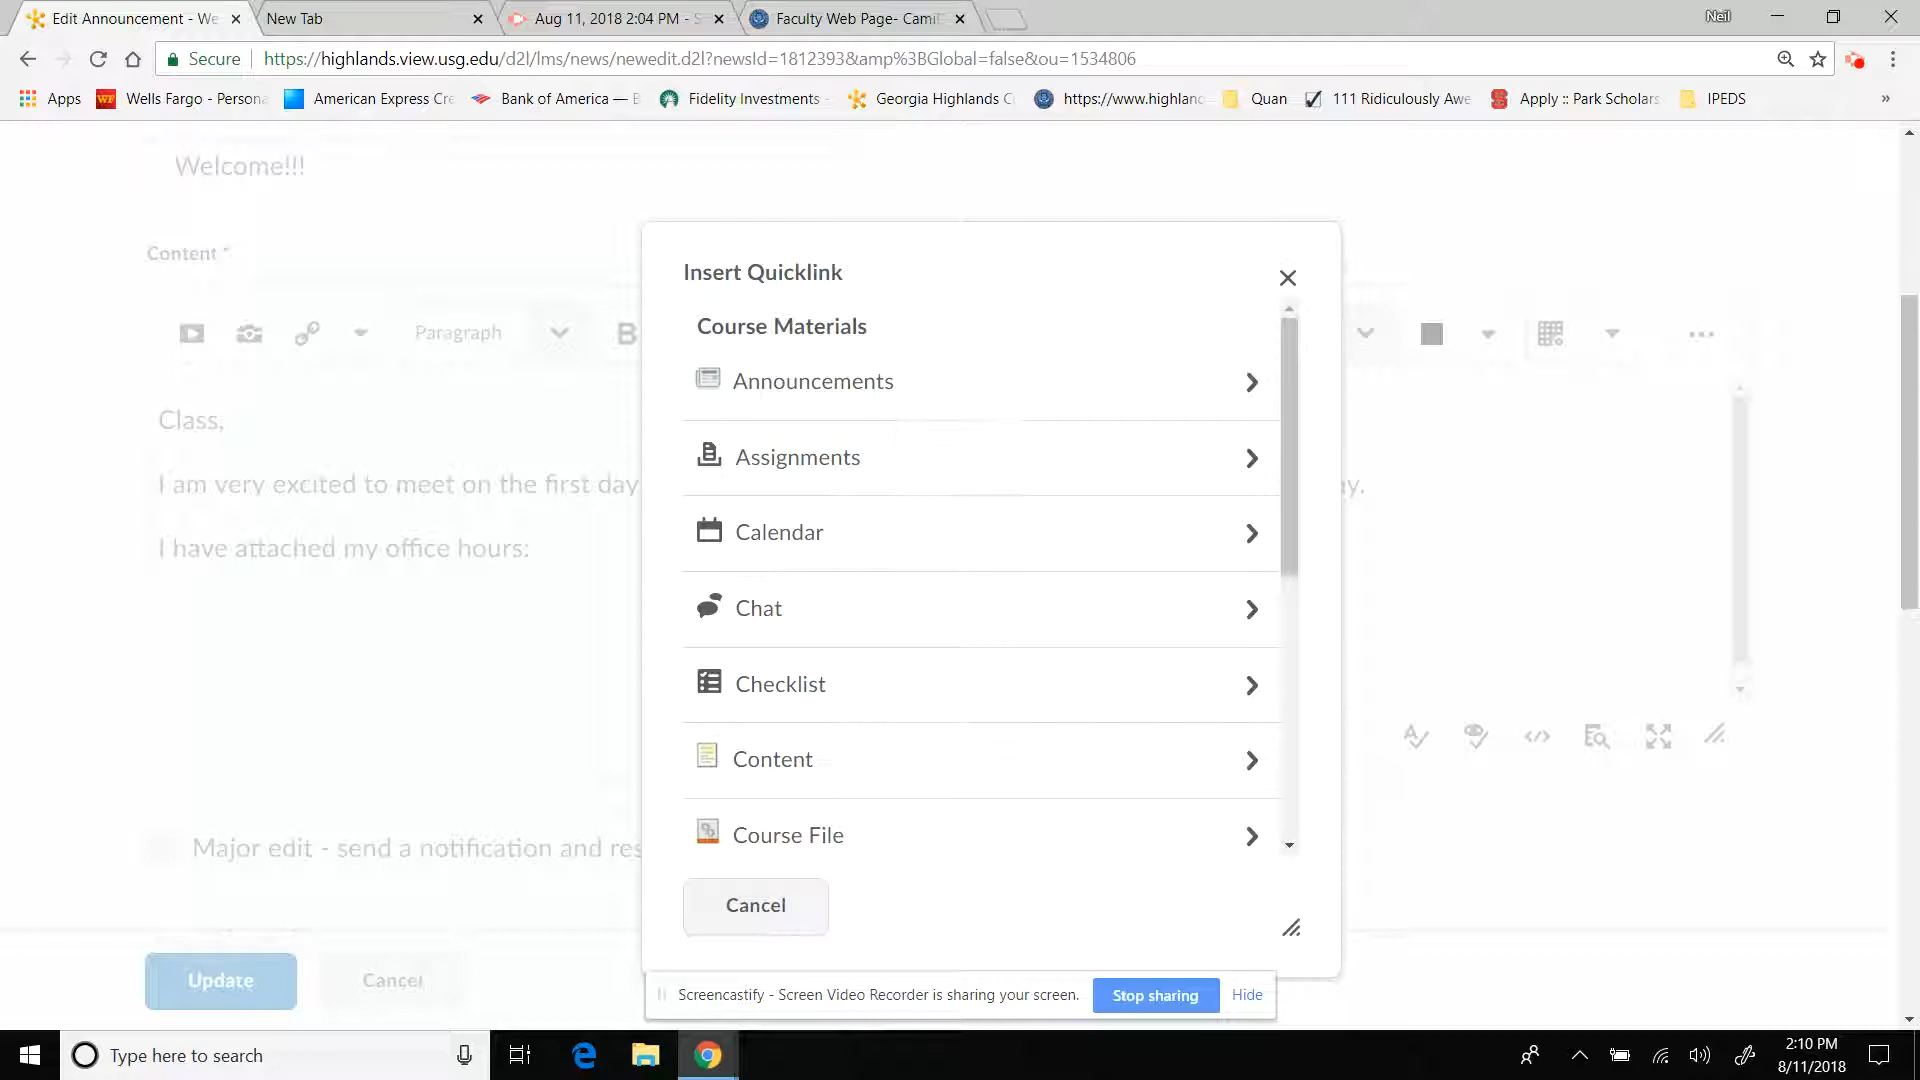 Edit Announcement - We
New Tab
Aug 11, 2018 2:04 PM - S
Faculty Web Page- Camil
Neil
Secure
https://highlands.view.usg.edu/d2l/lms/news/newedit.d2l?newsId=1812393&amp%3BGlobal=false&ou=1534806
Apps
Wells Fargo - Persona
American Express Cre
Bank of America — B
Fidelity Investments -
Georgia Highlands C
https://www.highlanc
Quan
111 Ridiculously Awe
Apply :: Park Scholars
IPEDS
»
Welcome!!!
Content *
Paragraph
B
Class,
I am very excited to meet on the first day
y.
I have attached my office hours:
Major edit - send a notification and res
Update
Cancel
Insert Quicklink
Course Materials
Announcements
Assignments
Calendar
Chat
Checklist
Content
Course File
Cancel
Screencastify - Screen Video Recorder is sharing your screen.
Stop sharing
Hide
Type here to search
2:10 PM
8/11/2018